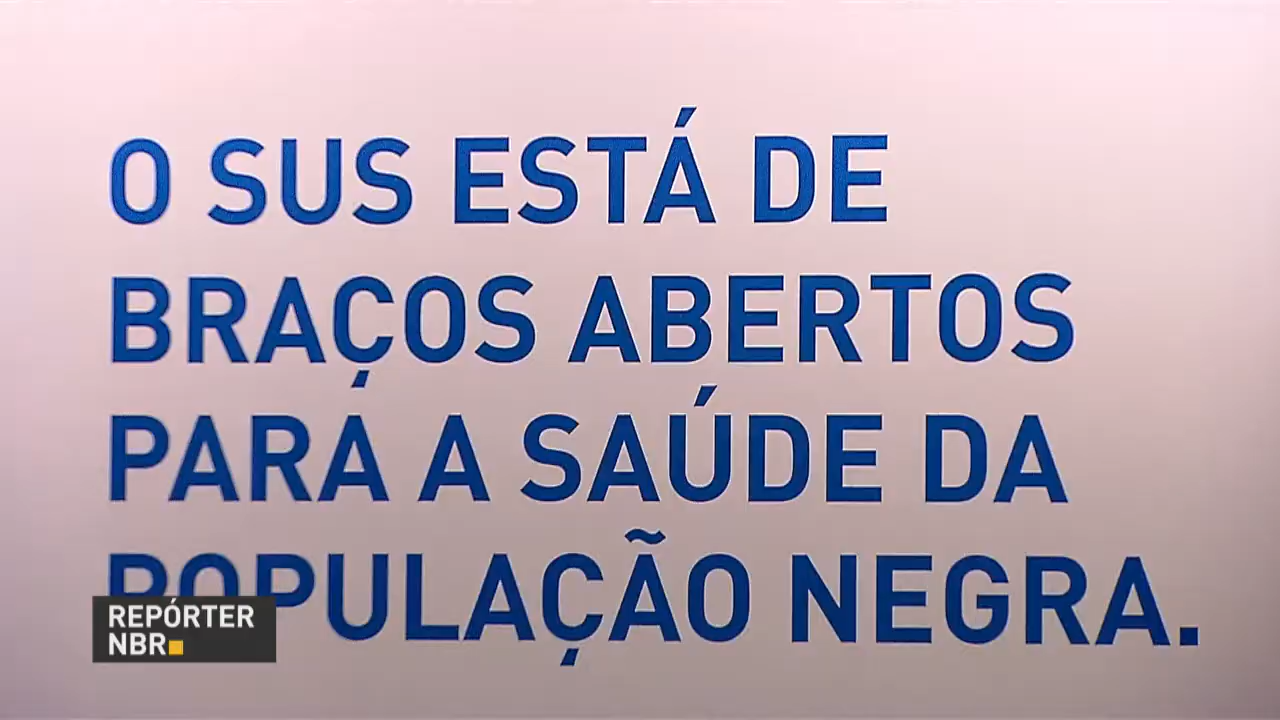 O SUS ESTÁ DE
BRAÇOS ABERTOS
PARA A SAÚDE DA
POPULAÇÃO NEGRA.
REPÓRTER
NBR